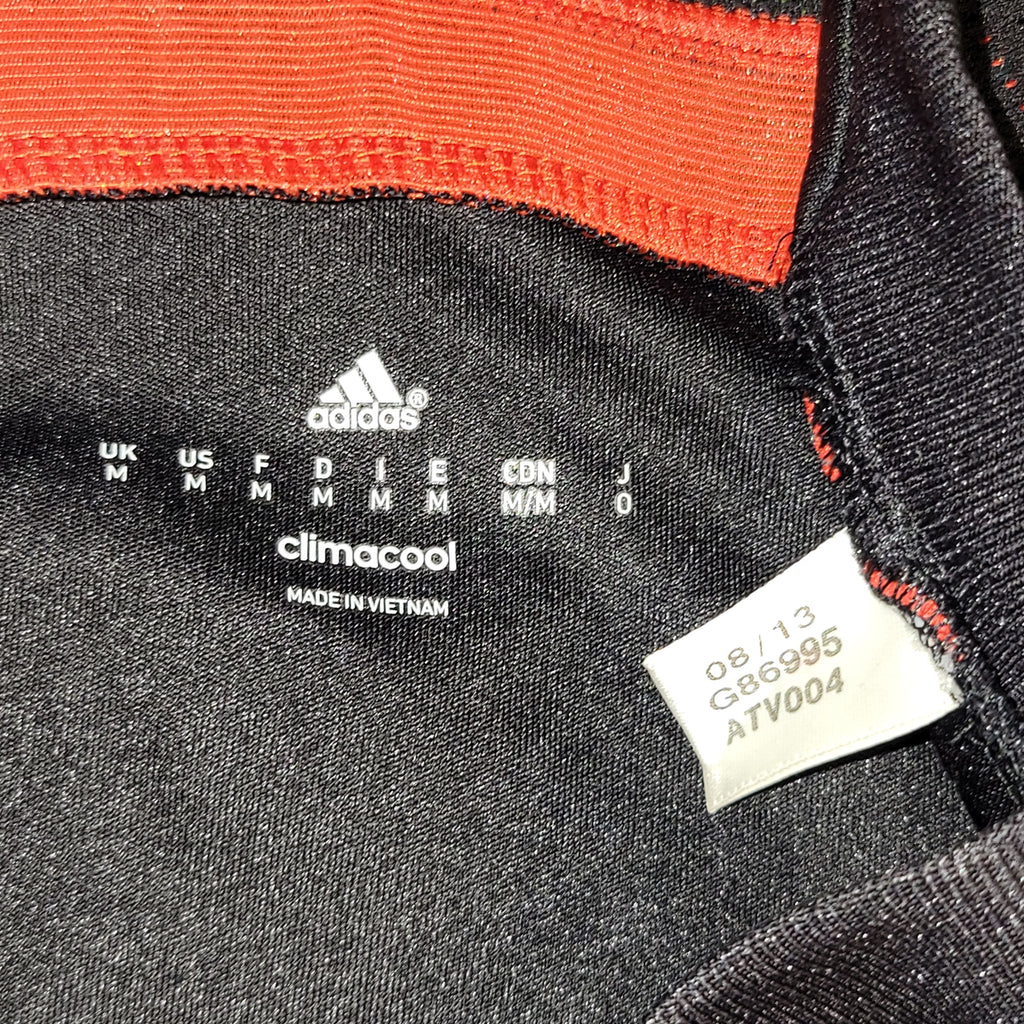 adidas®
UK US F D I E CDN J
M M M M M M M/M O
climacool
MADE IN VIETNAM
08/13
G86995
ATV004